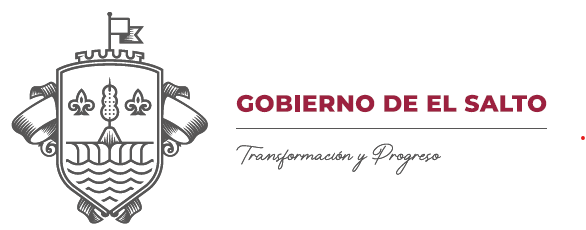 GOBIERNO DE EL SALTO
Transformación y Progreso